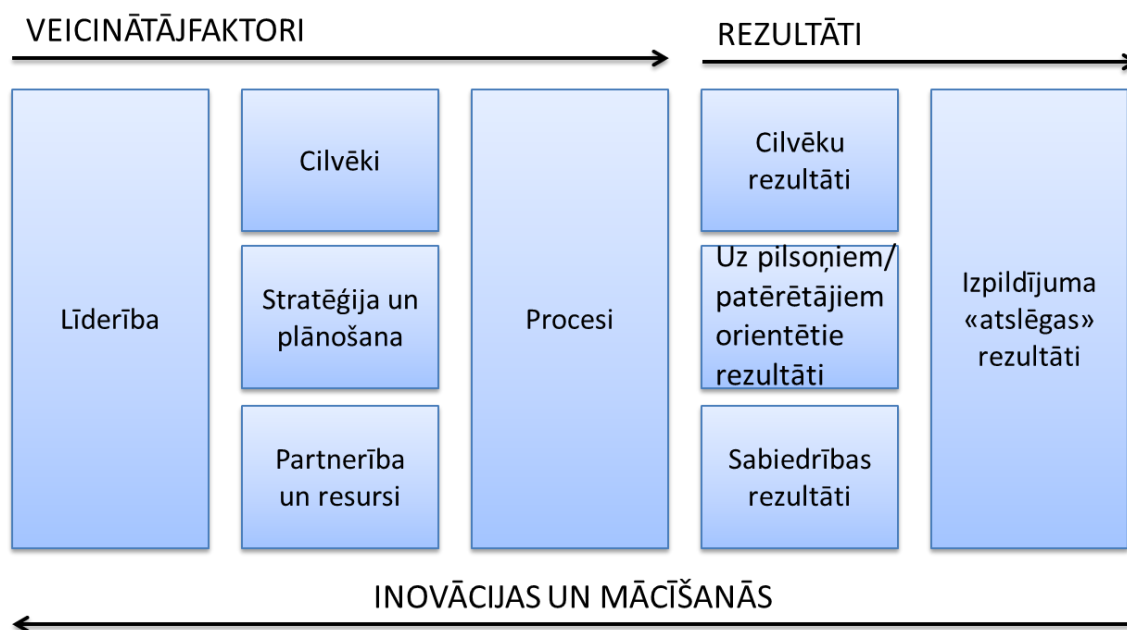 VEICINĀTĀJFAKTORI
REZULTĀTI
Līderība
Cilvēki
Stratēģija un
plānošana
Partnerība
un resursi
Procesi
Cilvēku
rezultāti
Uz pilsoņiem/
patērētājiem
orientētie
rezultāti
Sabiedrības
rezultāti
Izpildījuma
«atslēgas»
rezultāti
INOVĀCIJAS UN MĀCĪŠANĀS